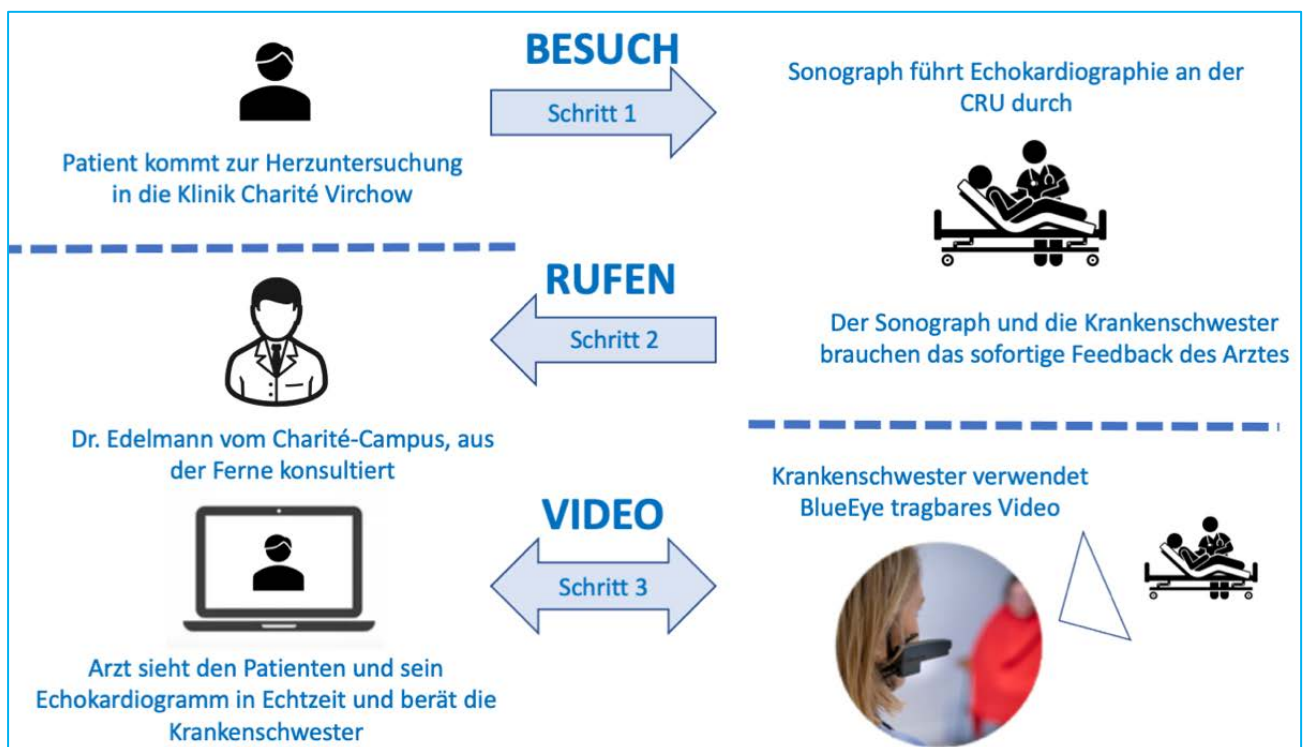 BESUCH
Schritt 1
Patient kommt zur Herzuntersuchung
in die Klinik Charité Virchow
Sonograph führt Echokardiographie an der
CRU durch
RUFEN
Schritt 2
Der Sonograph und die Krankenschwester
brauchen das sofortige Feedback des Arztes
Dr. Edelmann vom Charité-Campus, aus
der Ferne konsultiert
VIDEO
Schritt 3
Krankenschwester verwendet
BlueEye tragbares Video
Arzt sieht den Patienten und sein
Echokardiogramm in Echtzeit und berät die
Krankenschwester